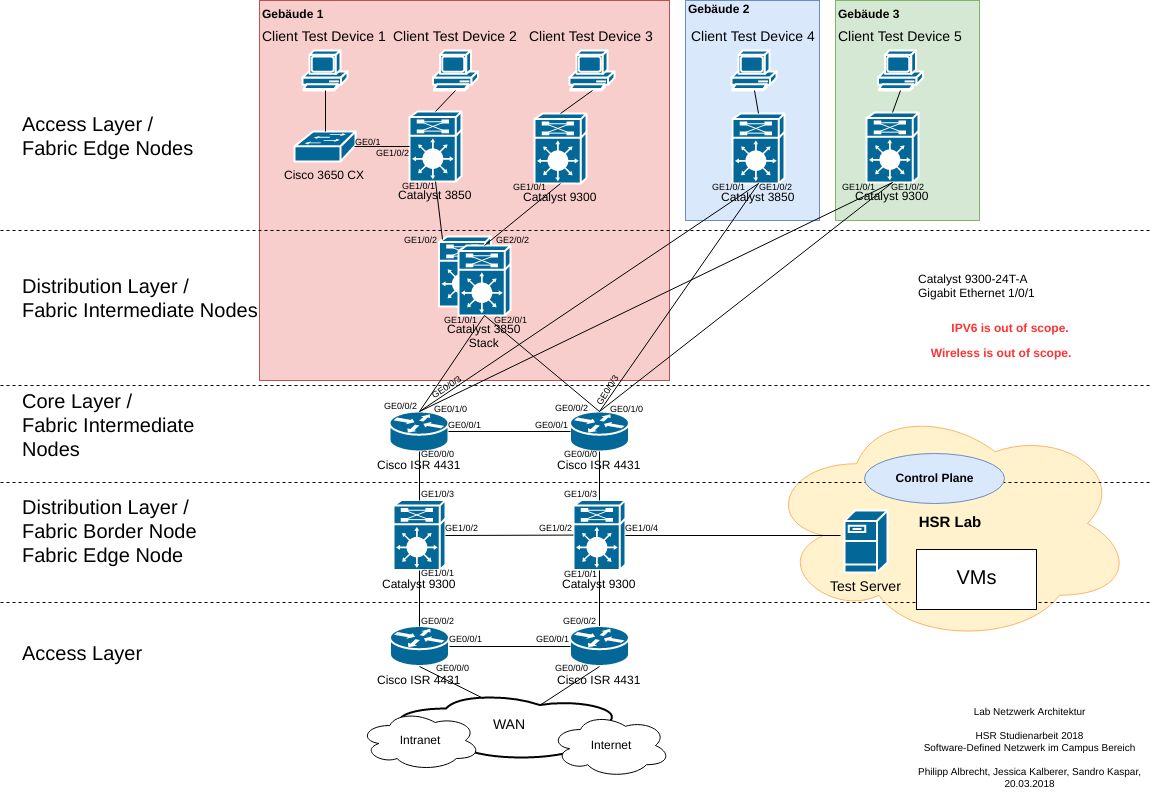 Gebäude 1
Gebäude 2
Gebäude 3
Client Test Device 1
Client Test Device 2
Client Test Device 3
Client Test Device 4
Client Test Device 5
Access Layer /
Fabric Edge Nodes
GE0/1
GE1/0/2
Cisco 3650 CX
GE1/0/1
Catalyst 3850
GE1/0/1
Catalyst 9300
GE1/0/1
GE1/0/2
Catalyst 3850
GE1/0/1
GE1/0/2
Catalyst 9300
Distribution Layer /
Fabric Intermediate Nodes
GE1/0/2
GE2/0/2
GE1/0/1
GE2/0/1
Catalyst 3850
Stack
Catalyst 9300-24T-A
Gigabit Ethernet 1/0/1
IPV6 is out of scope.
Wireless is out of scope.
Core Layer /
Fabric Intermediate
Nodes
GE0/0/3
GE0/0/3
GE0/0/2
GE0/1/0
GE0/0/2
GE0/1/0
GE0/0/1
GE0/0/1
GE0/0/0
GE0/0/0
Cisco ISR 4431
Cisco ISR 4431
Distribution Layer /
Fabric Border Node
Fabric Edge Node
GE1/0/3
GE1/0/3
GE1/0/2
GE1/0/2
GE1/0/4
GE1/0/1
GE1/0/1
Catalyst 9300
Catalyst 9300
Control Plane
HSR Lab
Test Server
VMs
Access Layer
GE0/0/2
GE0/0/2
GE0/0/1
GE0/0/1
GE0/0/0
GE0/0/0
Cisco ISR 4431
Cisco ISR 4431
WAN
Intranet
Internet
Lab Netzwerk Architektur
HSR Studienarbeit 2018
Software-Defined Netzwerk im Campus Bereich
Philipp Albrecht, Jessica Kalberer, Sandro Kaspar,
20.03.2018